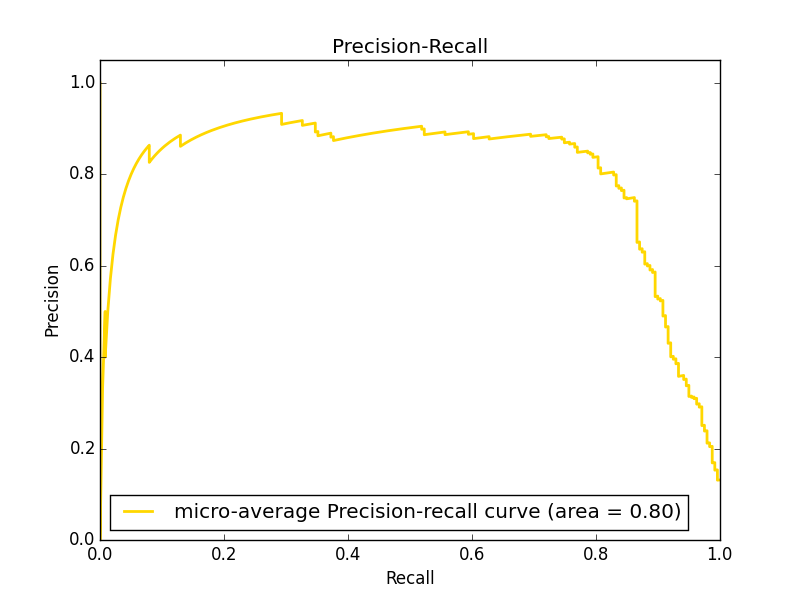 Precision-Recall
1.0
0.8
0.6
0.4
0.2
0.0
Precision
micro-average Precision-recall curve (area = 0.80)
0.0 0.2 0.4 0.6 0.8 1.0
Recall